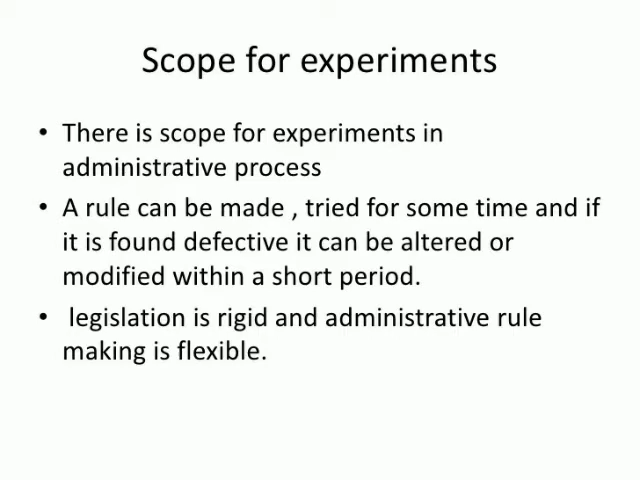 Scope for experiments
• There is scope for experiments in
administrative process
• A rule can be made , tried for some time and if
it is found defective it can be altered or
modified within a short period.
• legislation is rigid and administrative rule
making is flexible.